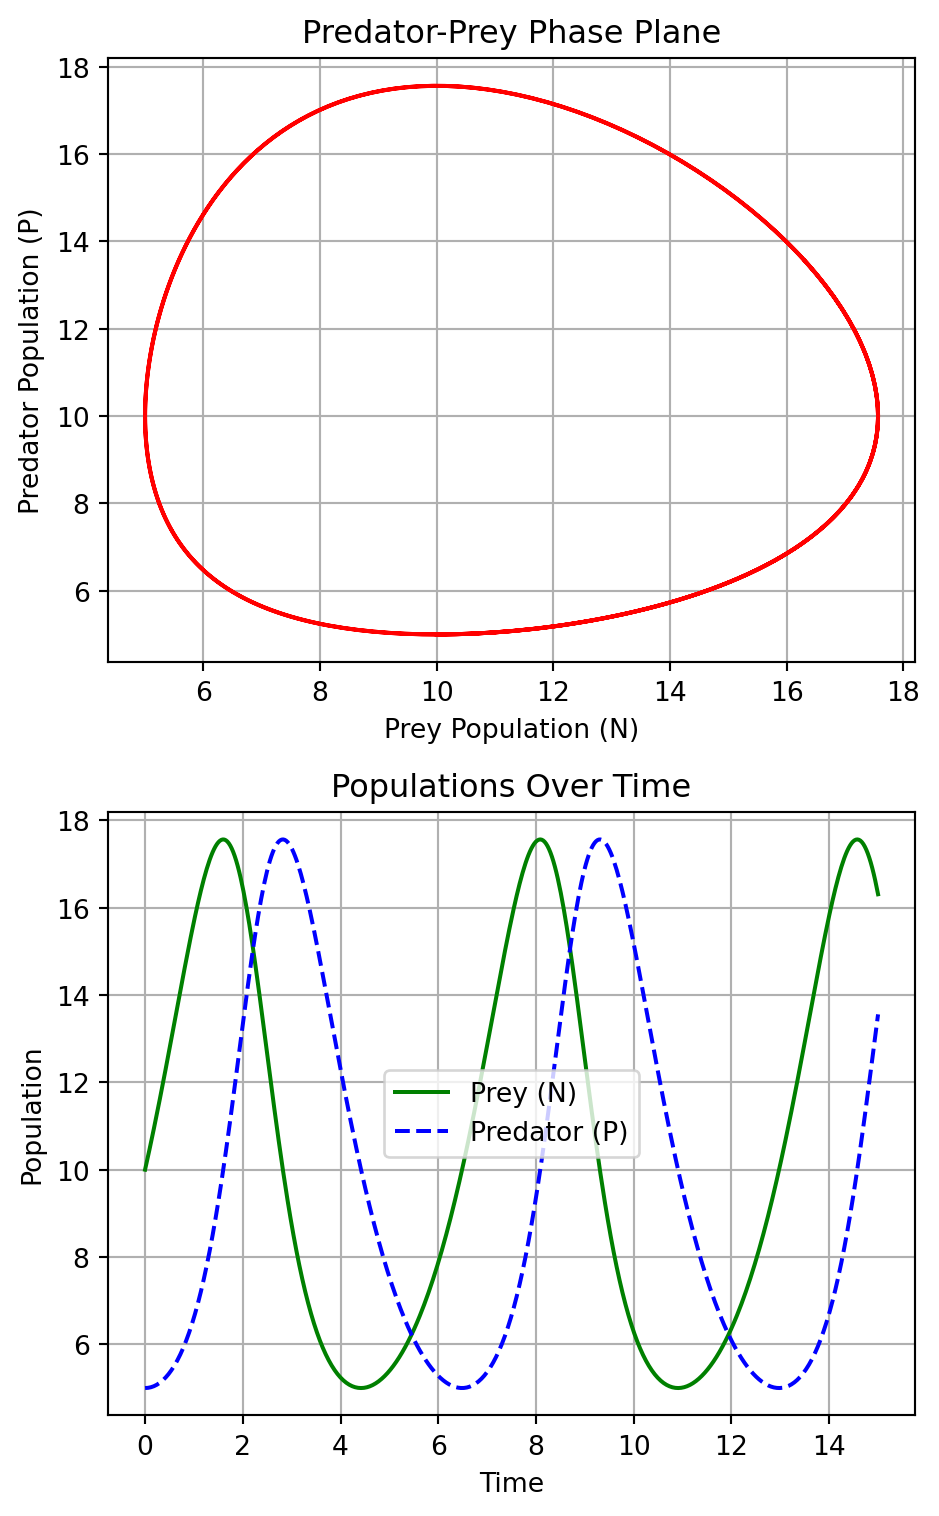 Predator-Prey Phase Plane
18
16
14
12
10
8
6
Predator Population (P)
6 8 10 12 14 16 18
Prey Population (N)
Populations Over Time
18
16
14
12
10
8
6
Population
Prey (N)
Predator (P)
0 2 4 6 8 10 12 14
Time